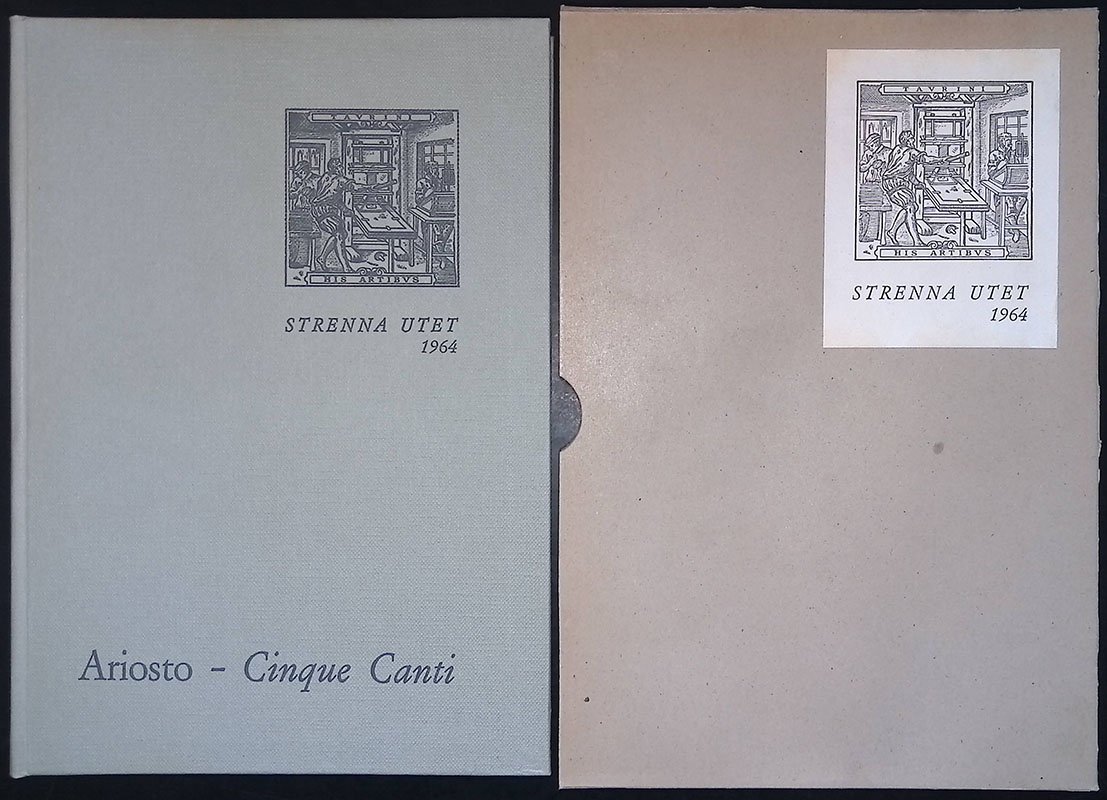 TAVRINI
HIS ARTIBVS
STRENNA UTET
1964
Ariosto - Cinque Canti
TAVRINI
HIS ARTIBVS
STRENNA UTET
1964